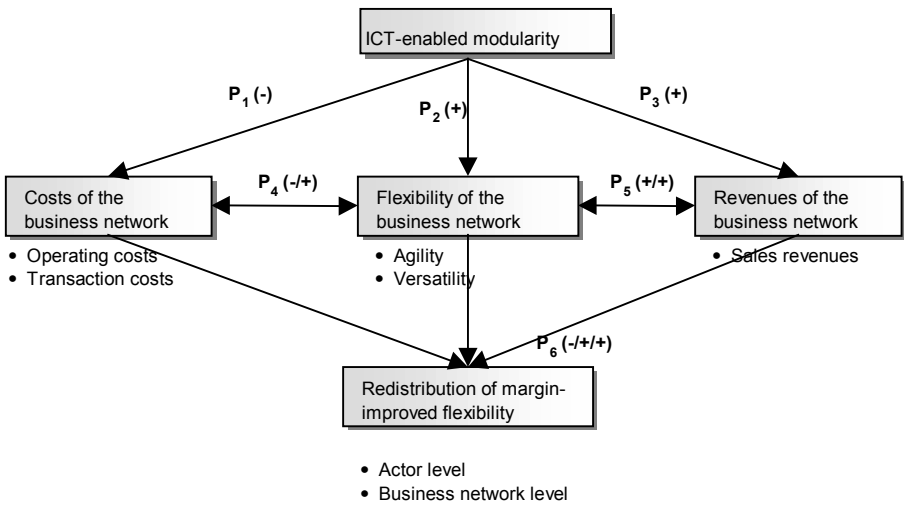 ICT-enabled modularity
P1 (-)
P2 (+)
P3 (+)
Costs of the
business network
P4 (-/+)
Flexibility of the
business network
P5 (+/+)
Revenues of the
business network
• Operating costs
• Transaction costs
• Agility
• Versatility
• Sales revenues
P6 (-/+/+)
Redistribution of margin-
improved flexibility
• Actor level
• Business network level